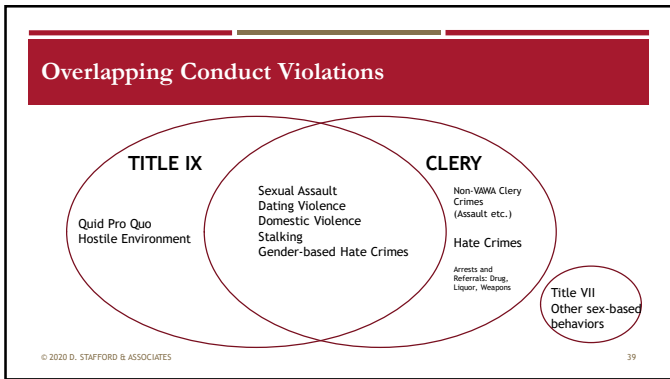 Overlapping Conduct Violations
TITLE IX
Quid Pro Quo
Hostile Environment
Sexual Assault
Dating Violence
Domestic Violence
Stalking
Gender-based Hate Crimes
CLERY
Non-VAWA Clery
Crimes
(Assault etc.)
Hate Crimes
Arrests and
Referrals: Drug,
Liquor, Weapons
Title VII
Other sex-based
behaviors
© 2020 D. STAFFORD & ASSOCIATES
39